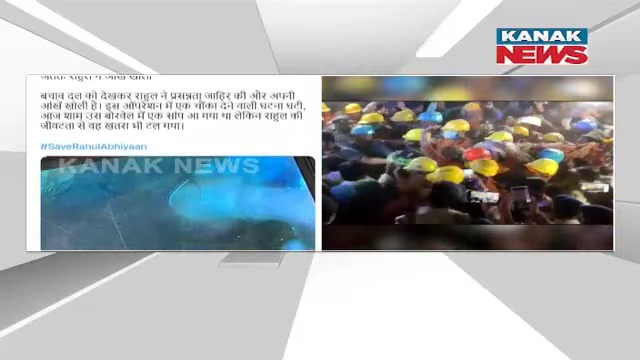 KANAK
NEWS
बचाव दल को देखकर राहुल ने प्रसन्नता जाहिर की और अपनी
आँखें खोली है। इस ऑपरेशन में एक चौंका देने वाली घटना घटी,
आज शाम उस बोरवेल में एक सांप आ गया था लेकिन राहुल की
जीवटता से वह खतरा भी टल गया।
#SaveRahulAbhiyaan
KANAK NEWS